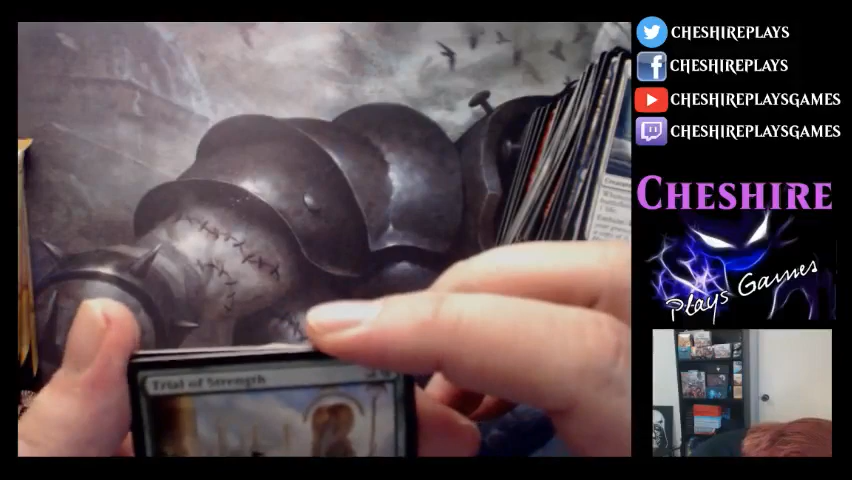 CHESHIREPLAYS
CHESHIREPLAYS
CHESHIREPLAYSGAMES
CHESHIREPLAYSGAMES
CHESHIRE
Plays Games
Trial of Strength